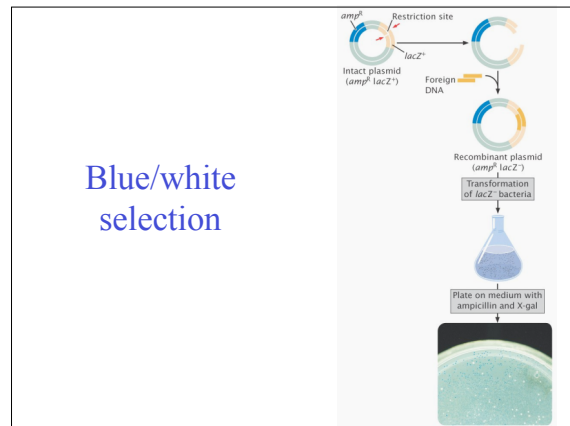 Blue/white
selection
ampᴿ
Restriction site
lacZ⁺
Intact plasmid
(ampᴿ lacZ⁺)
Foreign
DNA
Recombinant plasmid
(ampᴿ lacZ⁻)
Transformation
of lacZ⁻ bacteria
Plate on medium with
ampicillin and X-gal